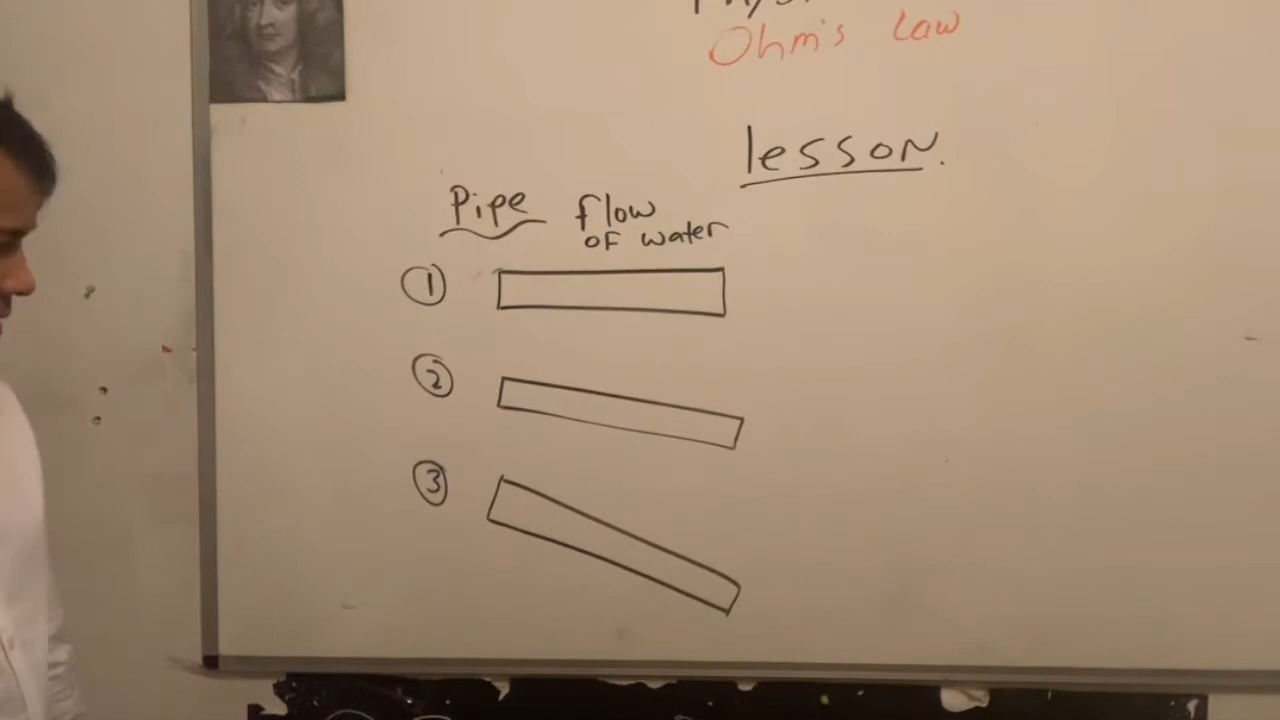 Ohm's Law
lesson.
Pipe flow
OF water
1
2
3